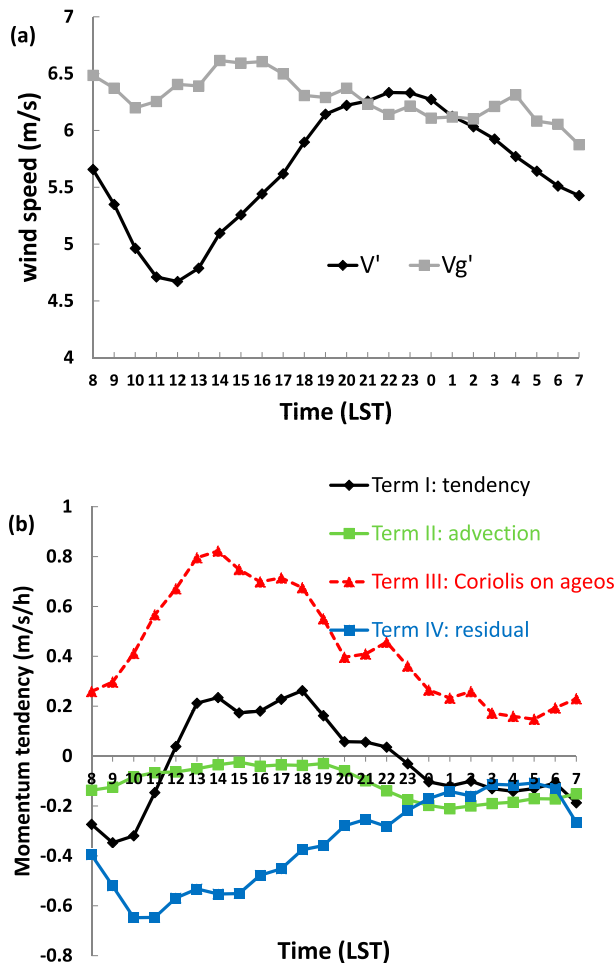 (a)
7
6.5
6
5.5
5
4.5
4
wind speed (m/s)
V' Vg'
8 9 10 11 12 13 14 15 16 17 18 19 20 21 22 23 0 1 2 3 4 5 6 7
Time (LST)
(b)
Term I: tendency
Term II: advection
Term III: Coriolis on ageos
Term IV: residual
1
0.8
0.6
0.4
0.2
0
-0.2
-0.4
-0.6
-0.8
Momentum tendency (m/s/h)
8 9 10 11 12 13 14 15 16 17 18 19 20 21 22 23 0 1 2 3 4 5 6 7
Time (LST)